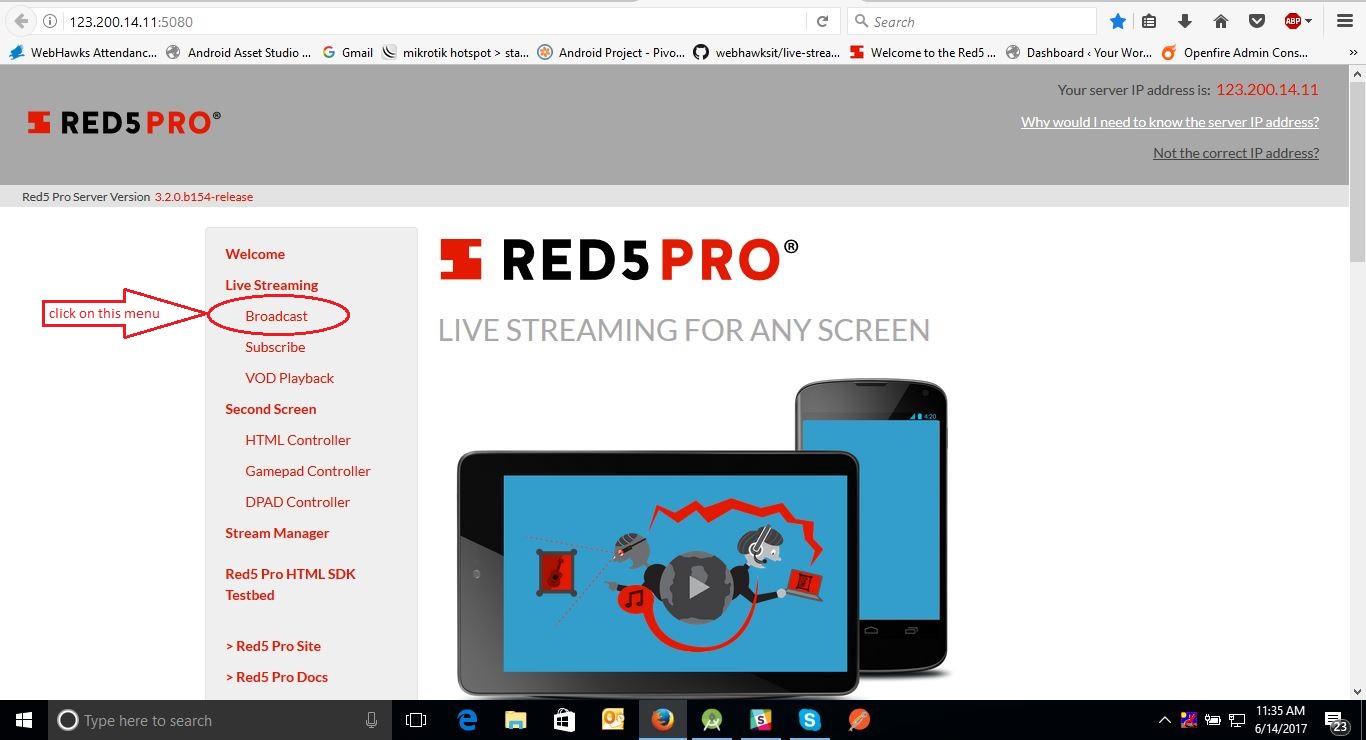 123.200.14.11:5080
Search
ABP
WebHawks Attendanc...
Android Asset Studio ...
Gmail
mikrotik hotspot > sta...
Android Project - Pivo...
webhawksit/live-strea...
Welcome to the Red5 ...
Dashboard ‹ Your Wor...
Openfire Admin Cons...
Your server IP address is: 123.200.14.11
RED5PRO®
Why would I need to know the server IP address?
Not the correct IP address?
Red5 Pro Server Version 3.2.0.b154-release
Welcome
Live Streaming
click on this menu
Broadcast
Subscribe
VOD Playback
Second Screen
HTML Controller
Gamepad Controller
DPAD Controller
Stream Manager
Red5 Pro HTML SDK
Testbed
> Red5 Pro Site
> Red5 Pro Docs
RED5PRO®
LIVE STREAMING FOR ANY SCREEN
4:20
Type here to search
11:35 AM
6/14/2017
23